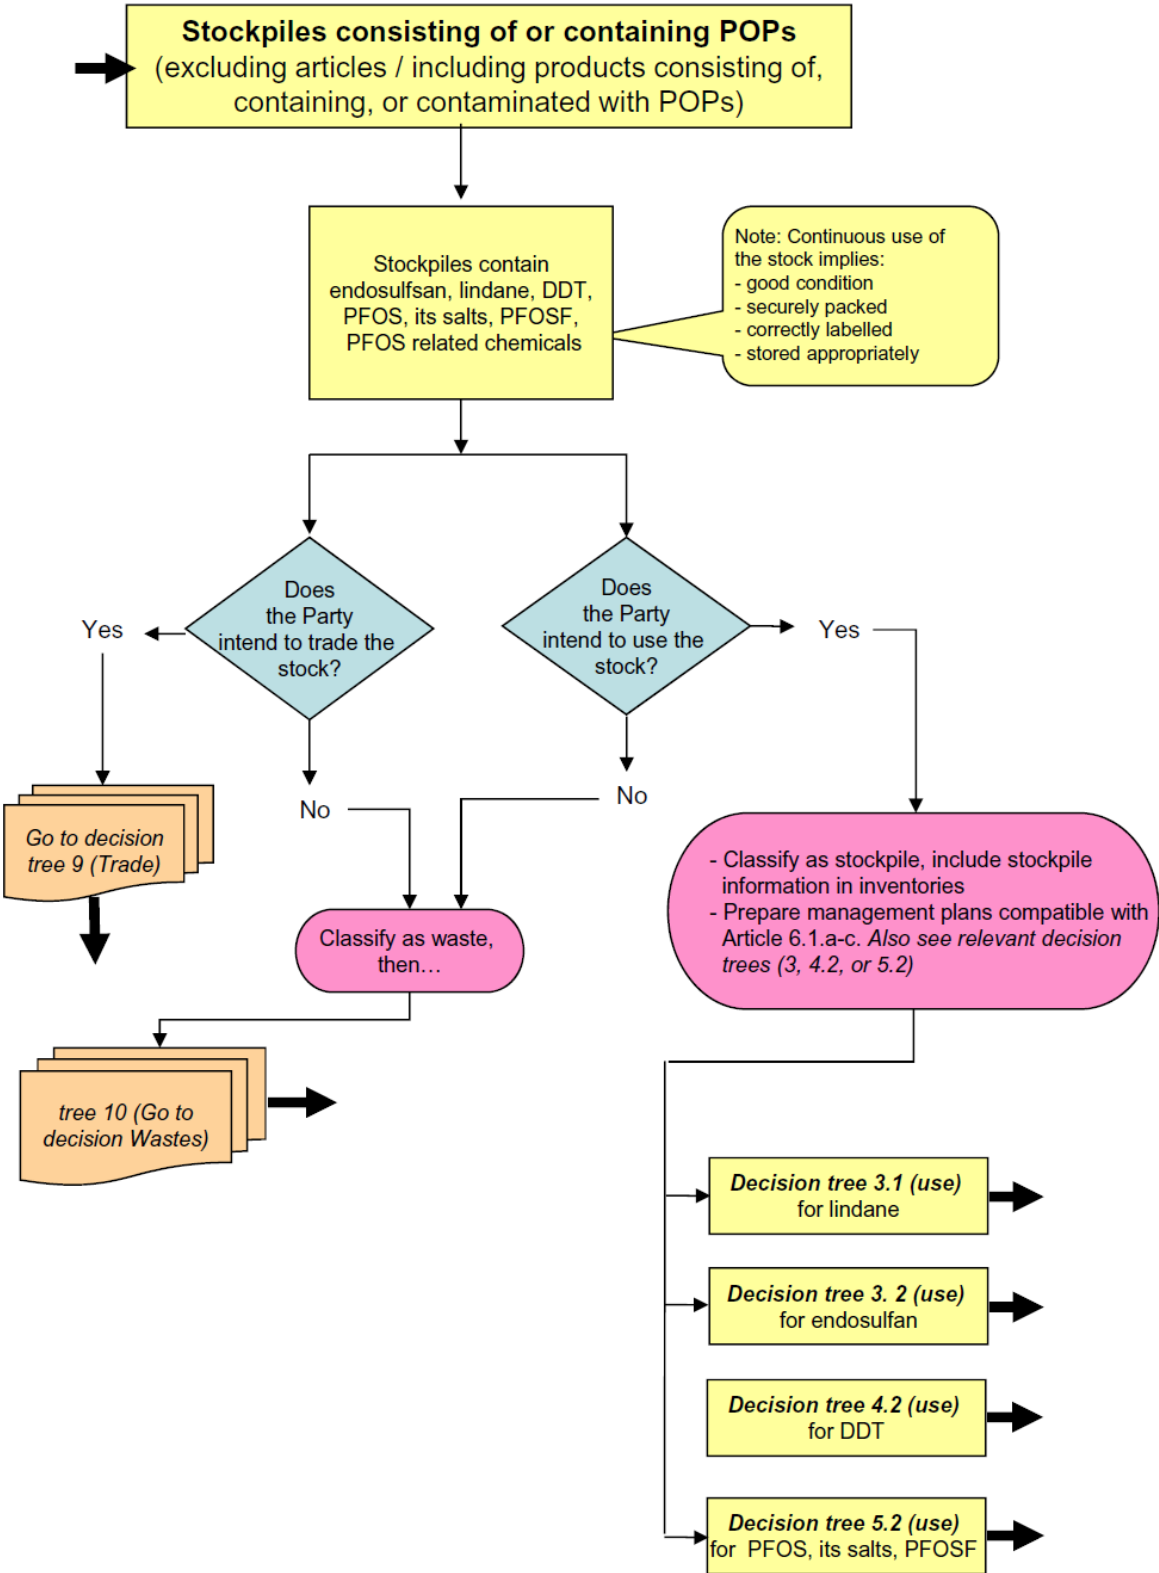 Stockpiles consisting of or containing POPs
(excluding articles / including products consisting of,
containing, or contaminated with POPs)
Stockpiles contain
endosulfsan, lindane, DDT,
PFOS, its salts, PFOSF,
PFOS related chemicals
Note: Continuous use of
the stock implies:
- good condition
- securely packed
- correctly labelled
- stored appropriately
Does
the Party
intend to trade the
stock?
Does
the Party
intend to use the
stock?
Yes
Yes
No
No
Go to decision
tree 9 (Trade)
Classify as waste,
then…
- Classify as stockpile, include stockpile
information in inventories
- Prepare management plans compatible with
Article 6.1.a-c. Also see relevant decision
trees (3, 4.2, or 5.2)
tree 10 (Go to
decision Wastes)
Decision tree 3.1 (use)
for lindane
Decision tree 3. 2 (use)
for endosulfan
Decision tree 4.2 (use)
for DDT
Decision tree 5.2 (use)
for PFOS, its salts, PFOSF